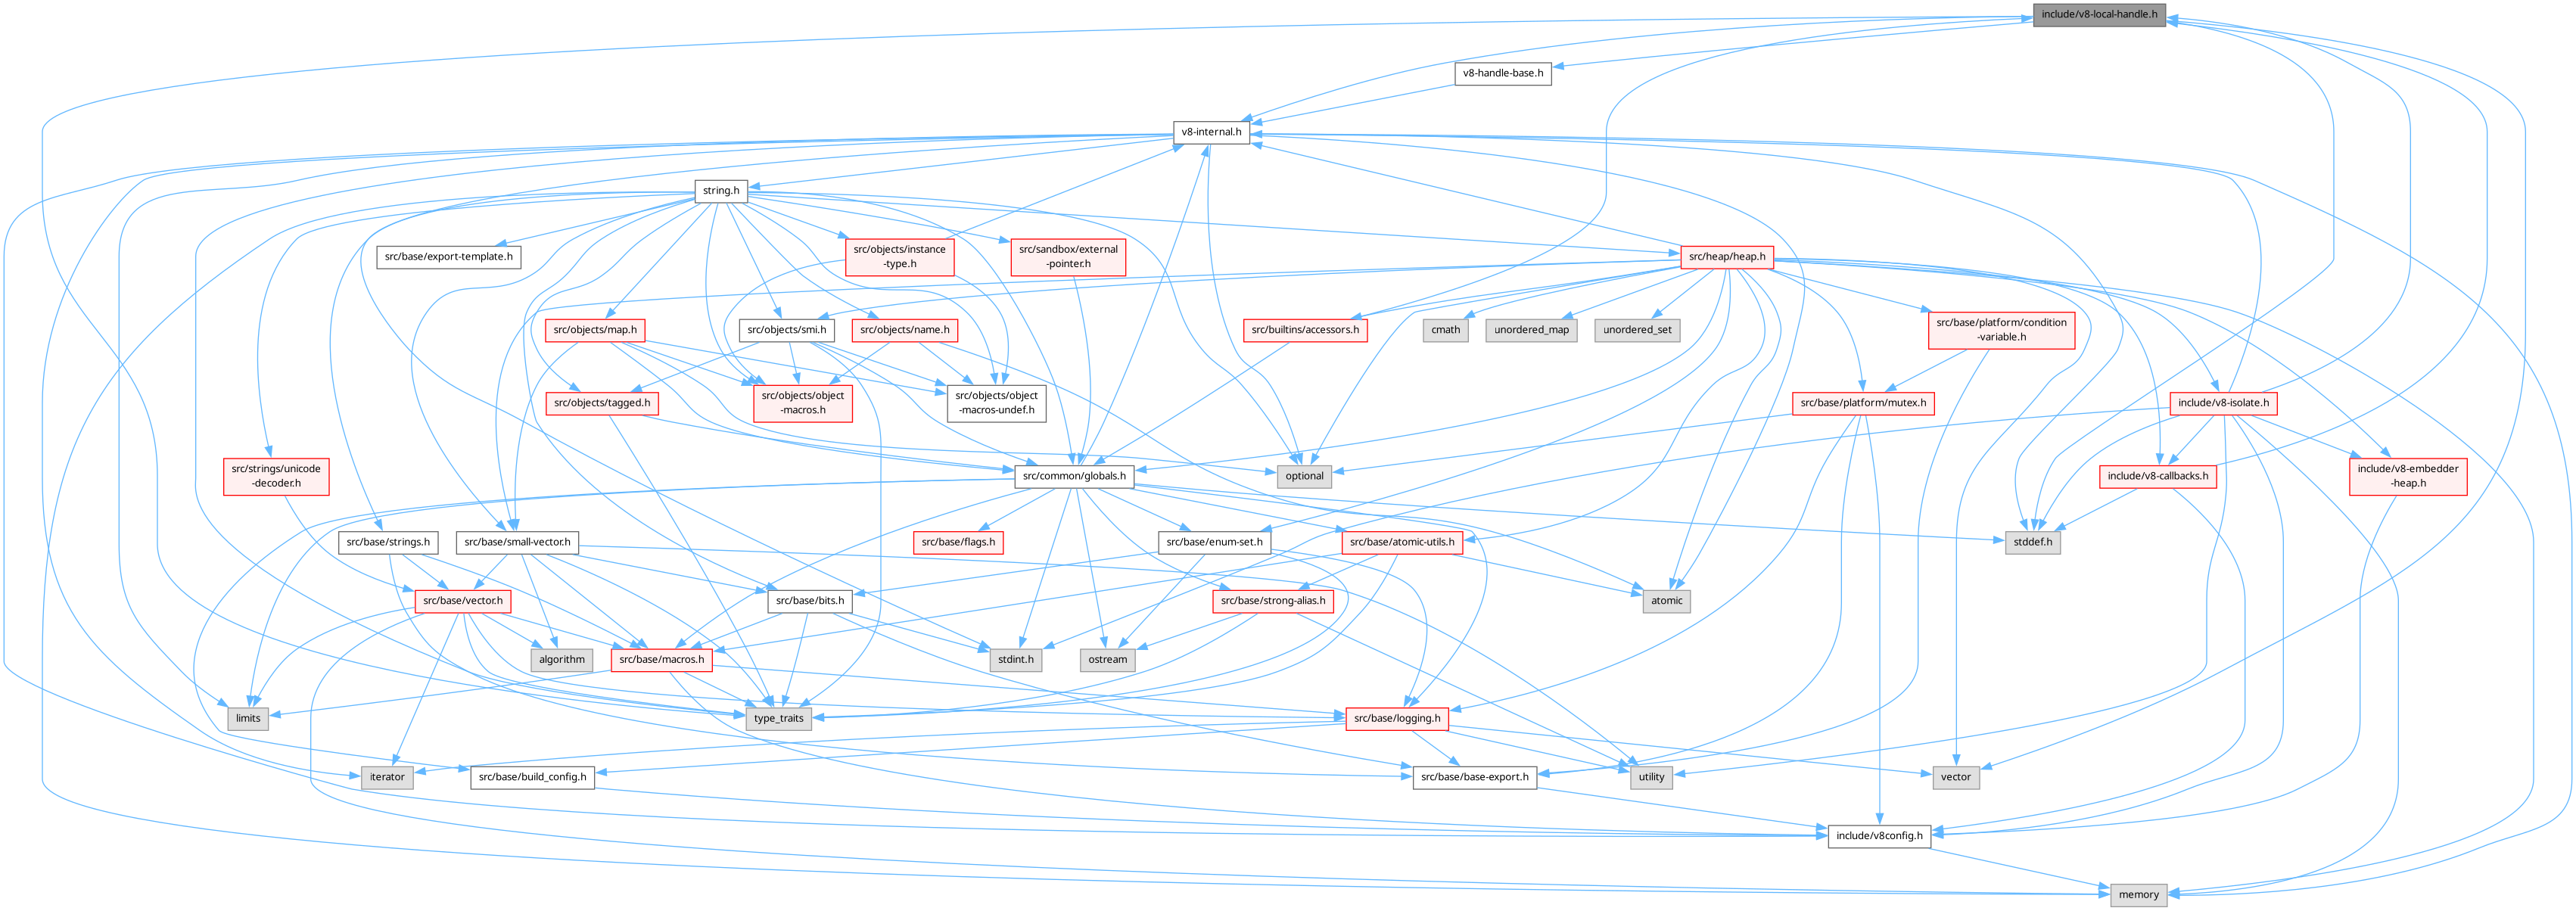 include/v8-local-handle.h
v8-handle-base.h
v8-internal.h
string.h
src/base/export-template.h
src/objects/instance
-type.h
src/sandbox/external
-pointer.h
src/heap/heap.h
src/objects/map.h
src/objects/smi.h
src/objects/name.h
src/builtins/accessors.h
cmath
unordered_map
unordered_set
src/base/platform/condition
-variable.h
src/objects/tagged.h
src/objects/object
-macros.h
src/objects/object
-macros-undef.h
src/base/platform/mutex.h
include/v8-isolate.h
src/strings/unicode
-decoder.h
src/common/globals.h
optional
include/v8-callbacks.h
include/v8-embedder
-heap.h
src/base/strings.h
src/base/small-vector.h
src/base/flags.h
src/base/enum-set.h
src/base/atomic-utils.h
stddef.h
src/base/vector.h
src/base/bits.h
src/base/strong-alias.h
atomic
algorithm
src/base/macros.h
stdint.h
ostream
limits
type_traits
src/base/logging.h
iterator
src/base/build_config.h
src/base/base-export.h
utility
vector
include/v8config.h
memory